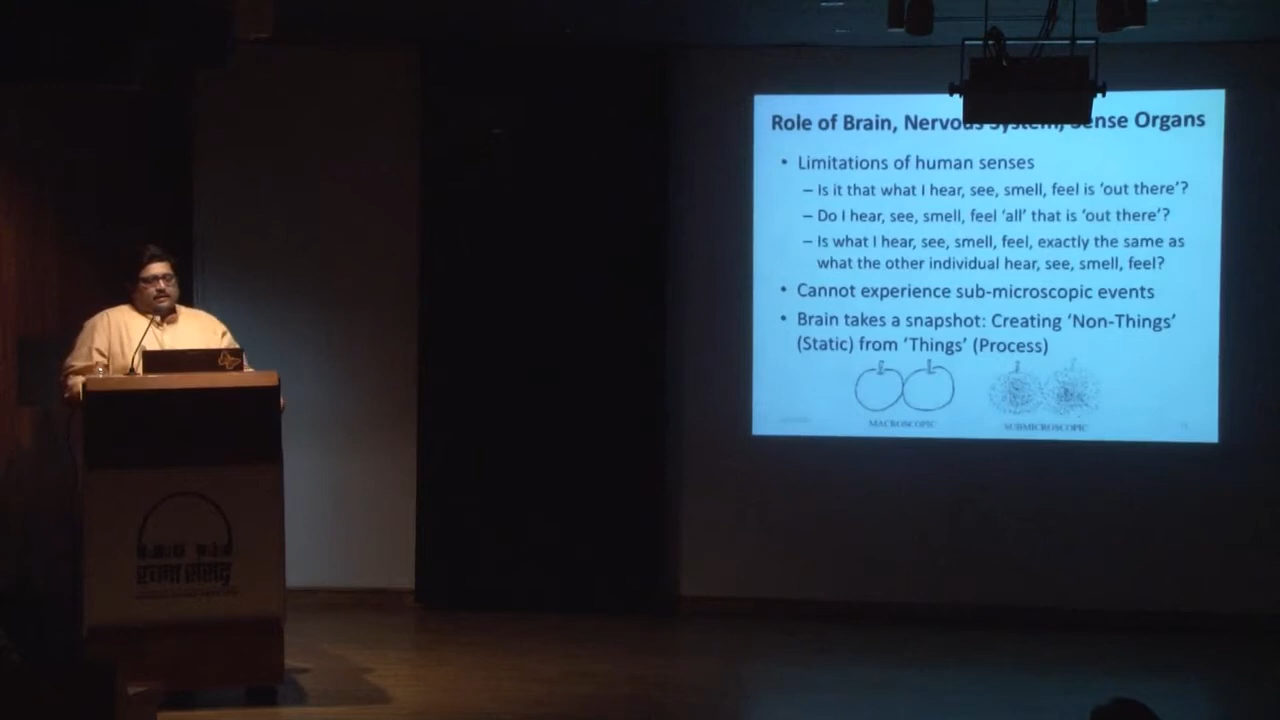 Role of Brain, Nervous System, Sense Organs
• Limitations of human senses
– Is it that what I hear, see, smell, feel is ‘out there’?
– Do I hear, see, smell, feel ‘all’ that is ‘out there’?
– Is what I hear, see, smell, feel, exactly the same as
what the other individual hear, see, smell, feel?
• Cannot experience sub-microscopic events
• Brain takes a snapshot: Creating ‘Non-Things’
(Static) from ‘Things’ (Process)
MACROSCOPIC SUBMICROSCOPIC
रचना संसद